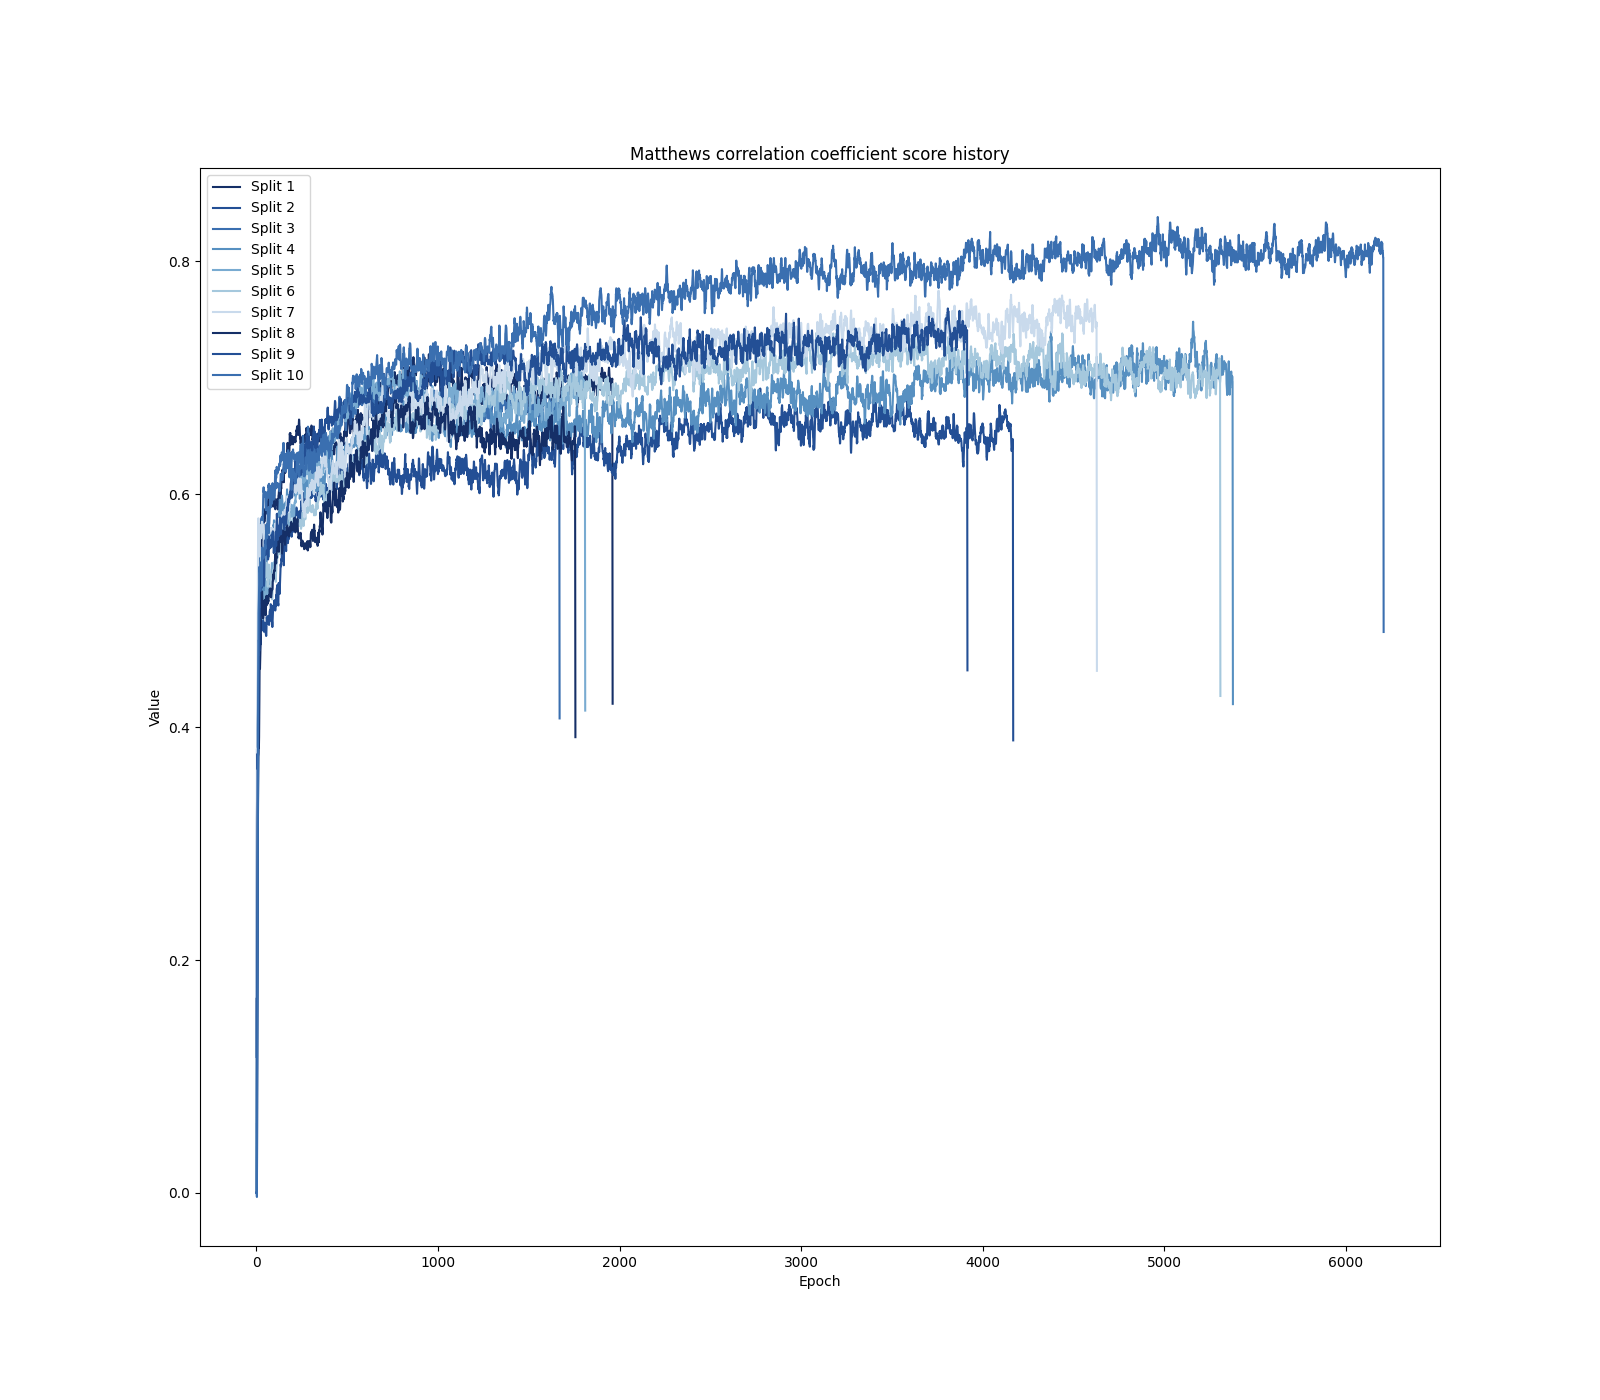 Matthews correlation coefficient score history
Split 1
Split 2
Split 3
Split 4
Split 5
Split 6
Split 7
Split 8
Split 9
Split 10
0.8
0.6
0.4
0.2
0.0
Value
0 1000 2000 3000 4000 5000 6000
Epoch